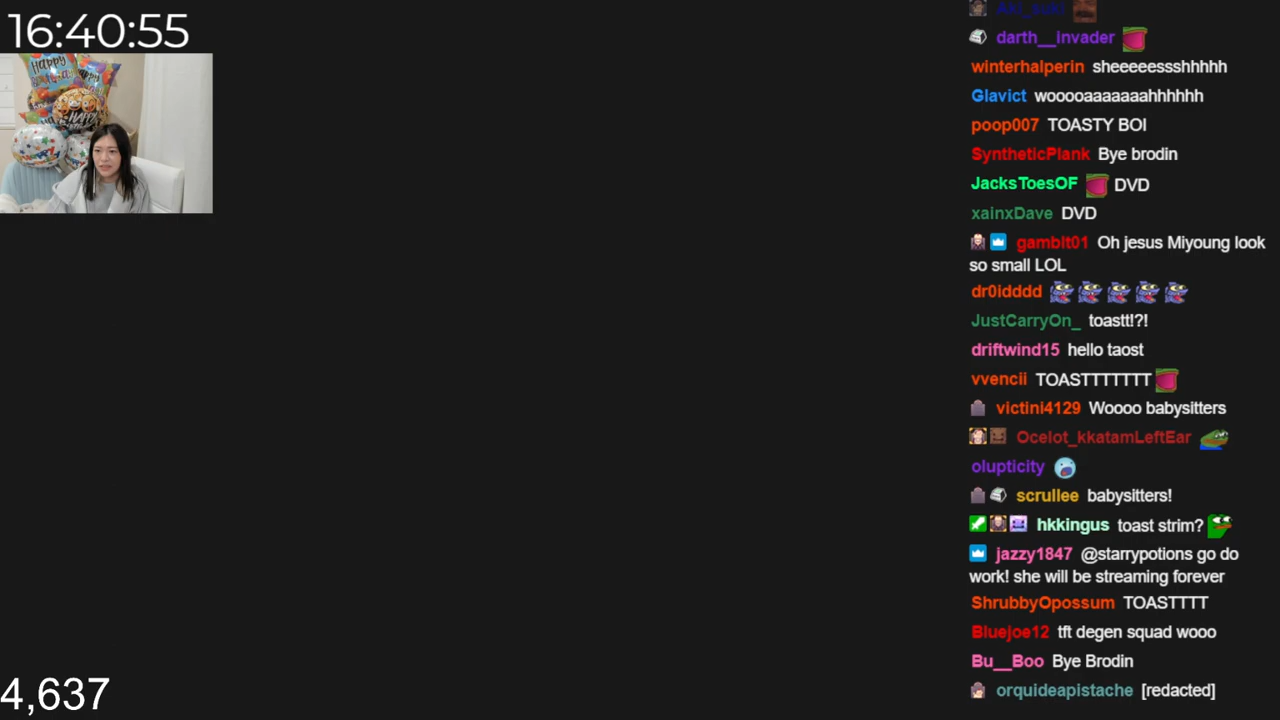 16:40:55
HAPPY
darth__invader
winterhalperin sheeeeessshhhhh
Glavict wooooaaaaaaahhhhhh
poop007 TOASTY BOI
SyntheticPlank Bye brodin
JacksToesOF DVD
xainxDave DVD
gambit01 Oh jesus Miyoung look
so small LOL
dr0idddd
JustCarryOn_ toastt!?!
driftwind15 hello taost
vvencii TOASTTTTTTT
victini4129 Woooo babysitters
Ocelot_kkatamLeftEar
olupticity
scrullee babysitters!
hkkingus toast strim?
jazzy1847 @starrypotions go do
work! she will be streaming forever
ShrubbyOpossum TOASTTTT
Bluejoe12 tft degen squad wooo
Bu__Boo Bye Brodin
orquideapistache [redacted]
4,637